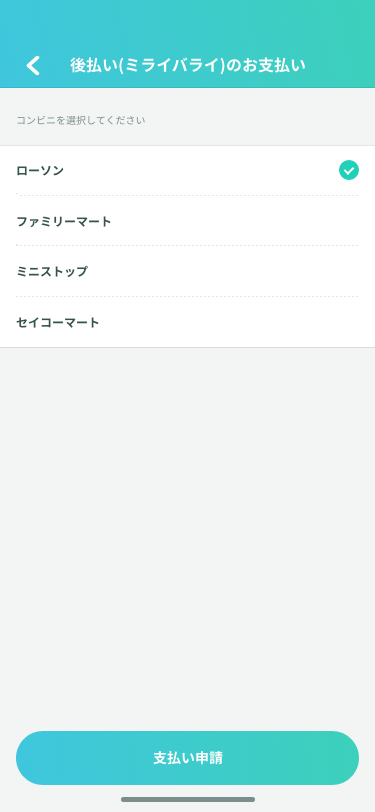 後払い(ミライバライ)のお支払い
コンビニを選択してください
ローソン
ファミリーマート
ミニストップ
セイコーマート
支払い申請